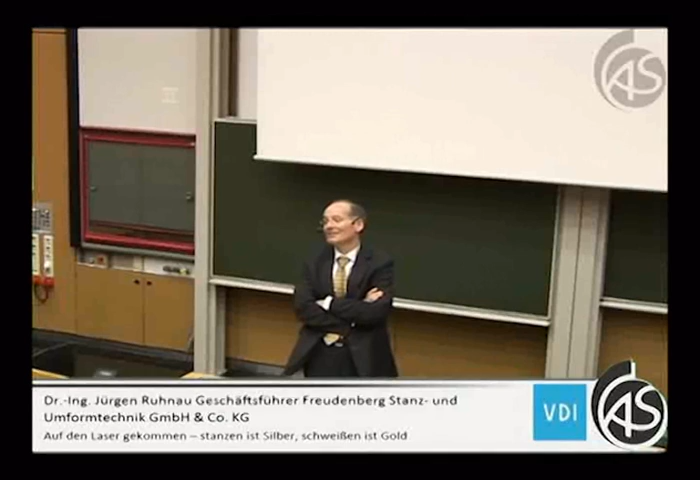 AS
Dr.-Ing. Jürgen Ruhnau Geschäftsführer Freudenberg Stanz- und
Umformtechnik GmbH & Co. KG
Auf den Laser gekommen – stanzen ist Silber, schweißen ist Gold
VDI
AS